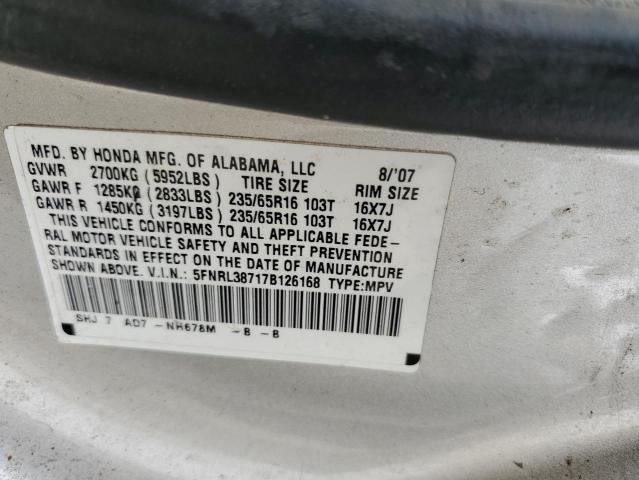 MFD. BY HONDA MFG. OF ALABAMA, LLC 8/'07
GVWR 2700KG (5952LBS) TIRE SIZE RIM SIZE
GAWR F 1285KG (2833LBS) 235/65R16 103T 16X7J
GAWR R 1450KG (3197LBS) 235/65R16 103T 16X7J
THIS VEHICLE CONFORMS TO ALL APPLICABLE FEDE-
RAL MOTOR VEHICLE SAFETY AND THEFT PREVENTION
STANDARDS IN EFFECT ON THE DATE OF MANUFACTURE
SHOWN ABOVE. V.I.N.: 5FNRL38717B126168 TYPE:MPV
SHJ 7 AD7 -NH678M -B -B